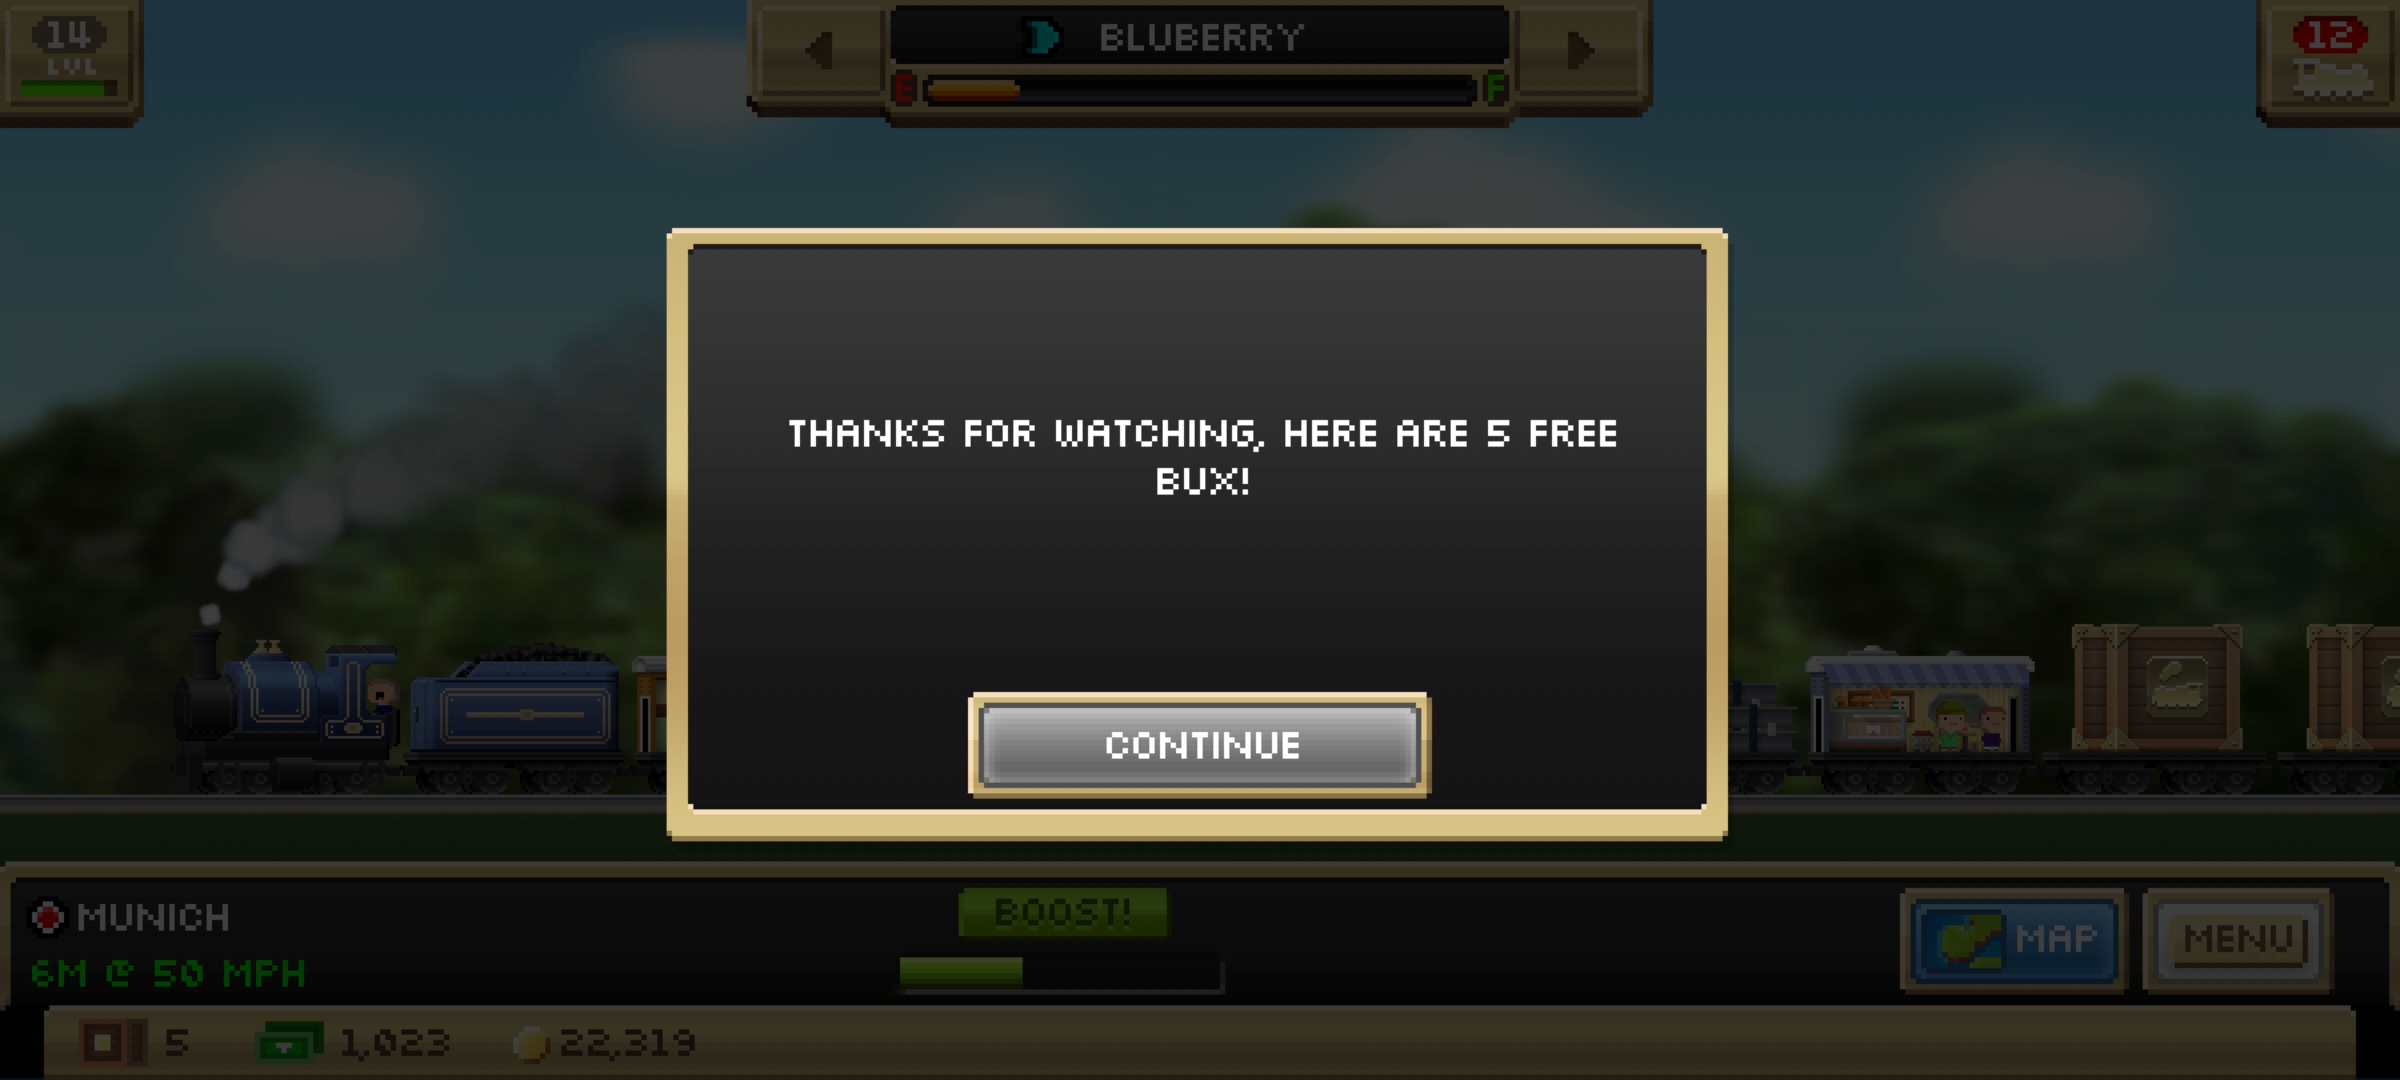 14
LVL
BLUBERRY
E
F
12
THANKS FOR WATCHING, HERE ARE 5 FREE
BUX!
CONTINUE
MUNICH
6M @ 50 MPH
BOOST!
MAP
MENU
5
1,023
22,319